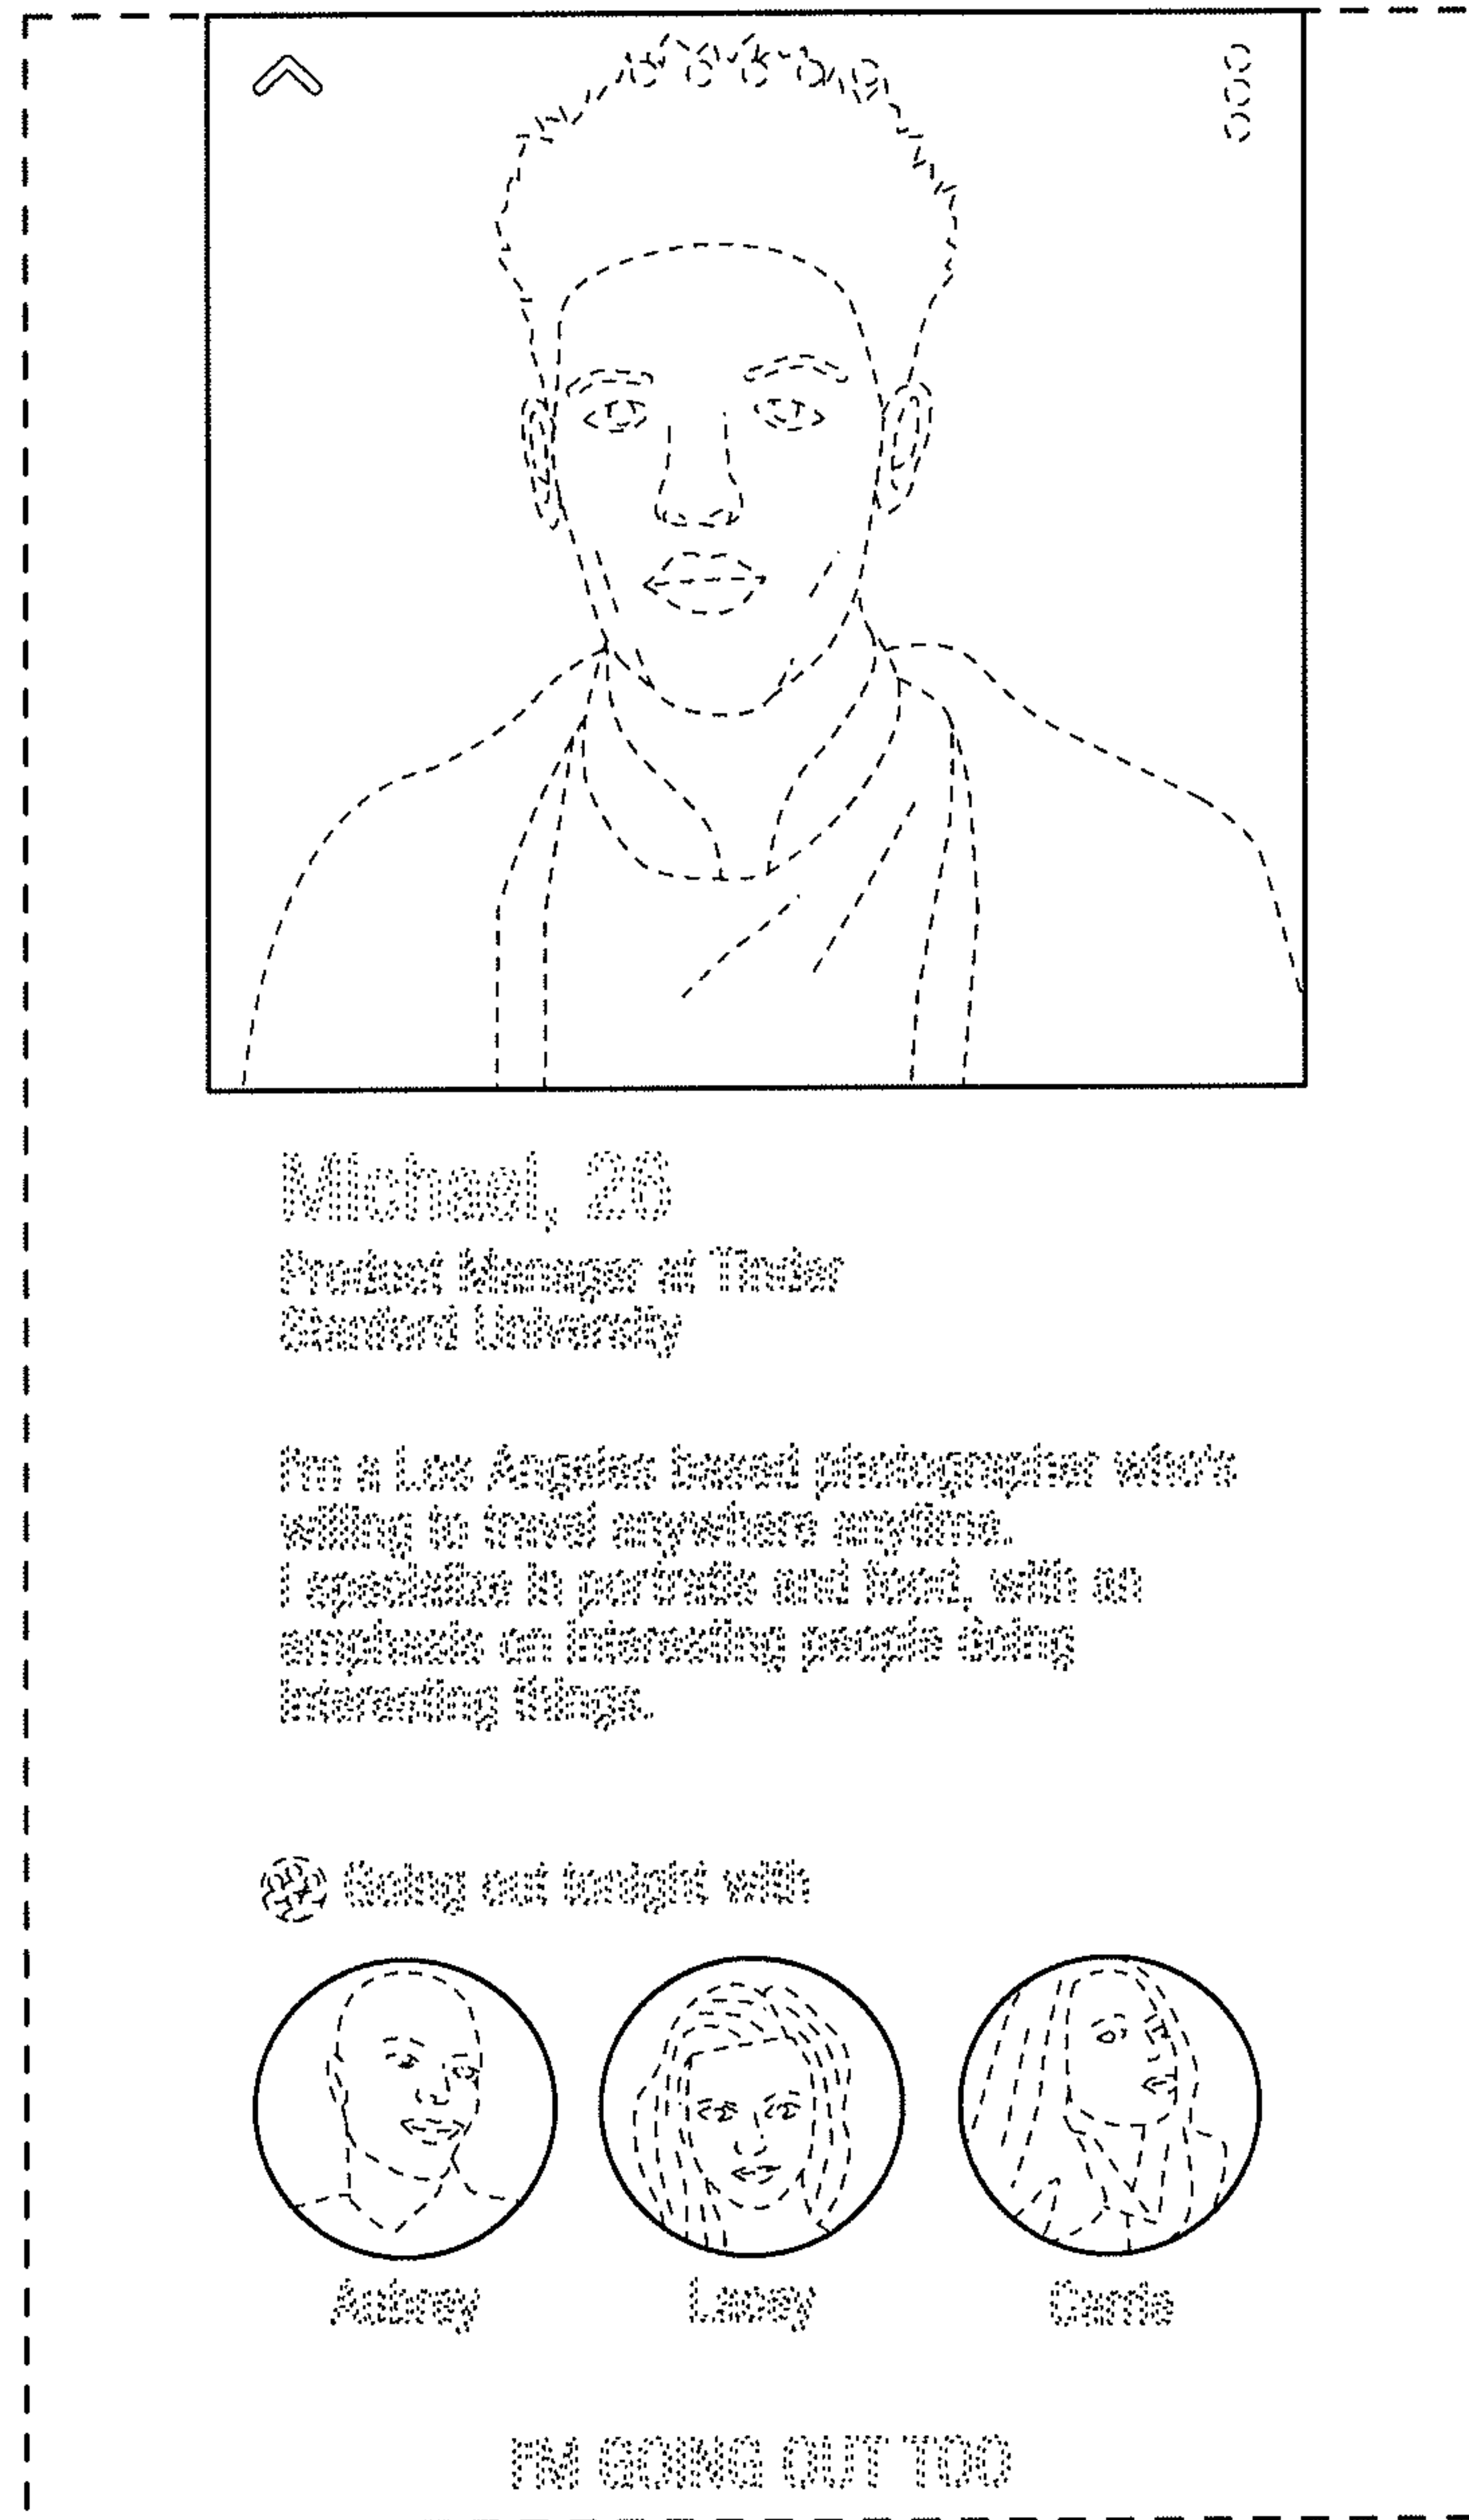 Michael, 26
Product Manager at Tinder
Stanford University
I'm a Los Angeles based photographer who's
willing to travel anywhere anytime.
I specialize in portraits and food, with an
emphasis on interesting people doing
interesting things.
Going out tonight with
Aubrey
Lacey
Carrie
I'M GOING OUT TOO